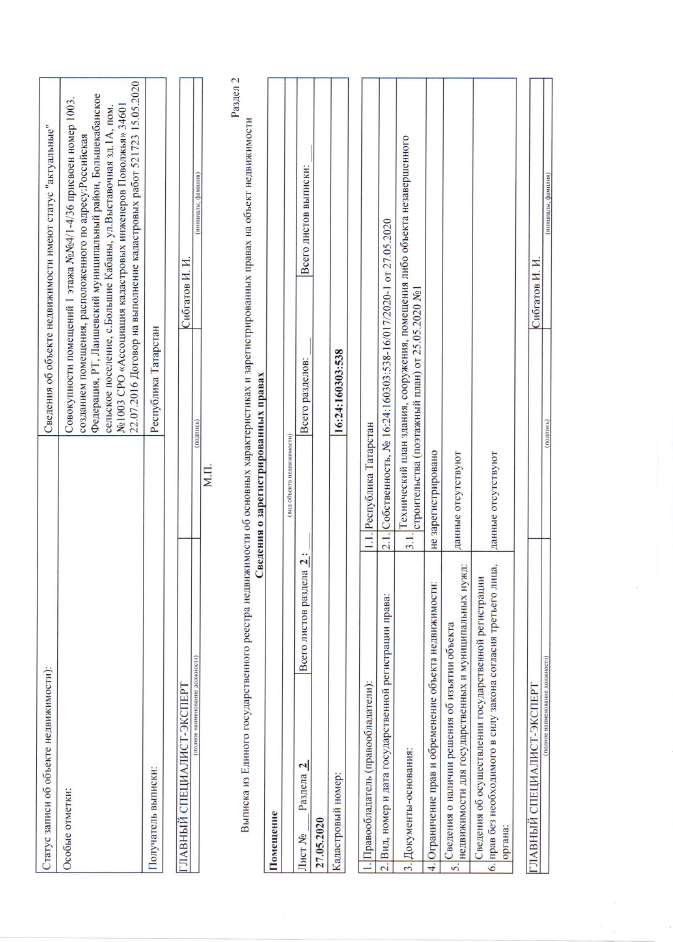 Статус записи об объекте недвижимости: Сведения об объекте недвижимости имеют статус "актуальные"
Особые отметки: Совокупности помещений 1 этажа №№4/1-4/36 присвоен номер 1003.
созданием помещения, расположенного по адресу:Российская
Федерация, РТ, Лаишевский муниципальный район, Большекабанское
сельское поселение, с.Большие Кабаны, ул.Выставочная зд.1А, пом.
№1003 СРО «Ассоциация кадастровых инженеров Поволжья» 34601
22.07.2016 Договор на выполнение кадастровых работ 521723 15.05.2020
Получатель выписки: Республика Татарстан
ГЛАВНЫЙ СПЕЦИАЛИСТ-ЭКСПЕРТ Сибгатов И. И.
(полное наименование должности) (подпись) (инициалы, фамилия)
М.П.
Раздел 2
Выписка из Единого государственного реестра недвижимости об основных характеристиках и зарегистрированных правах на объект недвижимости
Сведения о зарегистрированных правах
Помещение
(вид объекта недвижимости)
Лист № ___ Раздела 2 Всего листов раздела 2 : ___ Всего разделов: ___ Всего листов выписки: ___
27.05.2020
Кадастровый номер: 16:24:160303:538
1. Правообладатель (правообладатели): 1.1. Республика Татарстан
2. Вид, номер и дата государственной регистрации права: 2.1. Собственность, № 16:24:160303:538-16/017/2020-1 от 27.05.2020
3. Документы-основания: 3.1. Технический план здания, сооружения, помещения либо объекта незавершенного
строительства (поэтажный план) от 25.05.2020 №1
4. Ограничение прав и обременение объекта недвижимости: не зарегистрировано
5. Сведения о наличии решения об изъятии объекта
недвижимости для государственных и муниципальных нужд: данные отсутствуют
Сведения об осуществлении государственной регистрации
6. прав без необходимого в силу закона согласия третьего лица, данные отсутствуют
органа:
ГЛАВНЫЙ СПЕЦИАЛИСТ-ЭКСПЕРТ Сибгатов И. И.
(полное наименование должности) (подпись) (инициалы, фамилия)